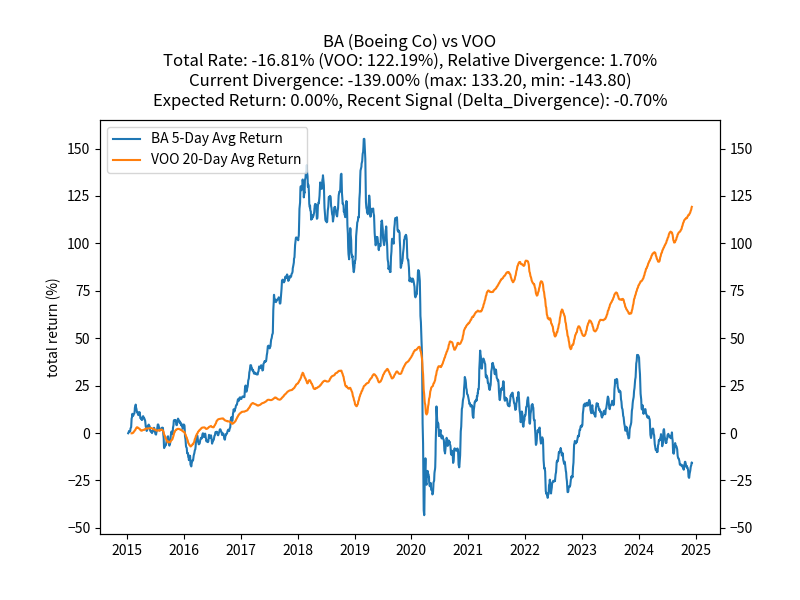 BA (Boeing Co) vs VOO
Total Rate: -16.81% (VOO: 122.19%), Relative Divergence: 1.70%
Current Divergence: -139.00% (max: 133.20, min: -143.80)
Expected Return: 0.00%, Recent Signal (Delta_Divergence): -0.70%
BA 5-Day Avg Return
VOO 20-Day Avg Return
total return (%)
150 150
125 125
100 100
75 75
50 50
25 25
0 0
−25 −25
−50 −50
2015 2016 2017 2018 2019 2020 2021 2022 2023 2024 2025